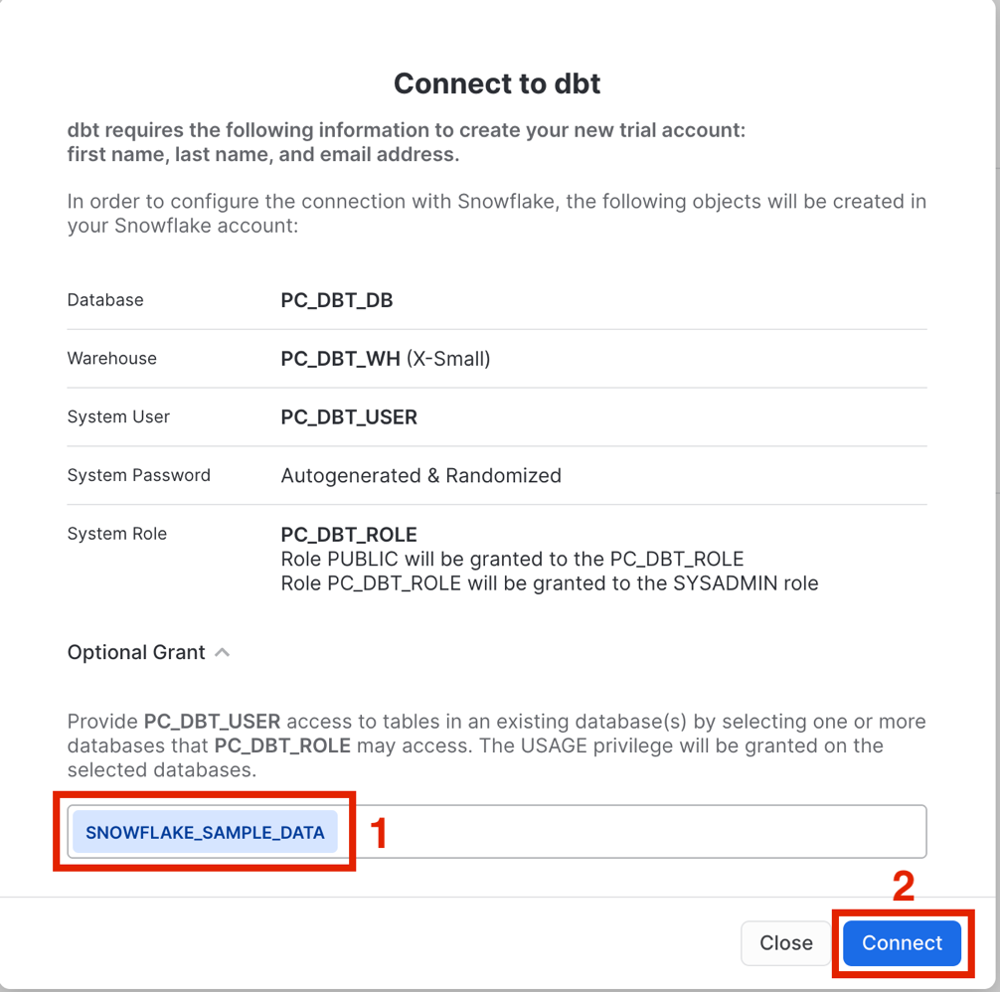 Connect to dbt
dbt requires the following information to create your new trial account:
first name, last name, and email address.
In order to configure the connection with Snowflake, the following objects will be created in
your Snowflake account:
Database PC_DBT_DB
Warehouse PC_DBT_WH (X-Small)
System User PC_DBT_USER
System Password Autogenerated & Randomized
System Role PC_DBT_ROLE
Role PUBLIC will be granted to the PC_DBT_ROLE
Role PC_DBT_ROLE will be granted to the SYSADMIN role
Optional Grant
Provide PC_DBT_USER access to tables in an existing database(s) by selecting one or more
databases that PC_DBT_ROLE may access. The USAGE privilege will be granted on the
selected databases.
SNOWFLAKE_SAMPLE_DATA 1
2
Close Connect